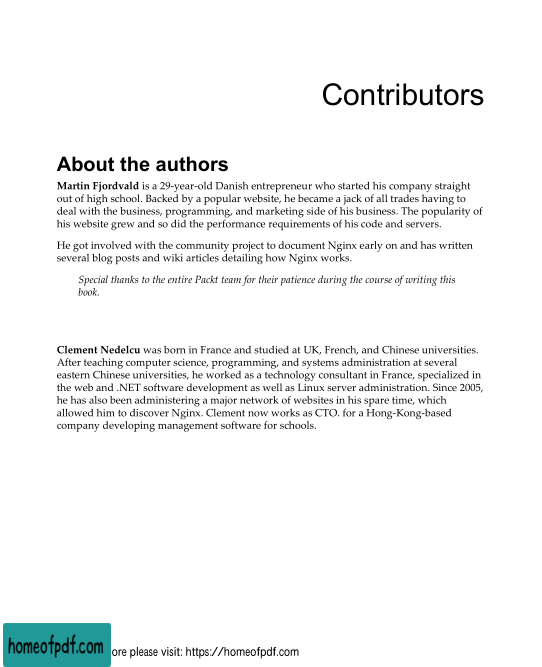 Contributors
About the authors
Martin Fjordvald is a 29-year-old Danish entrepreneur who started his company straight
out of high school. Backed by a popular website, he became a jack of all trades having to
deal with the business, programming, and marketing side of his business. The popularity of
his website grew and so did the performance requirements of his code and servers.
He got involved with the community project to document Nginx early on and has written
several blog posts and wiki articles detailing how Nginx works.
Special thanks to the entire Packt team for their patience during the course of writing this
book.
Clement Nedelcu was born in France and studied at UK, French, and Chinese universities.
After teaching computer science, programming, and systems administration at several
eastern Chinese universities, he worked as a technology consultant in France, specialized in
the web and .NET software development as well as Linux server administration. Since 2005,
he has also been administering a major network of websites in his spare time, which
allowed him to discover Nginx. Clement now works as CTO. for a Hong-Kong-based
company developing management software for schools.
homeofpdf.com ore please visit: https://homeofpdf.com